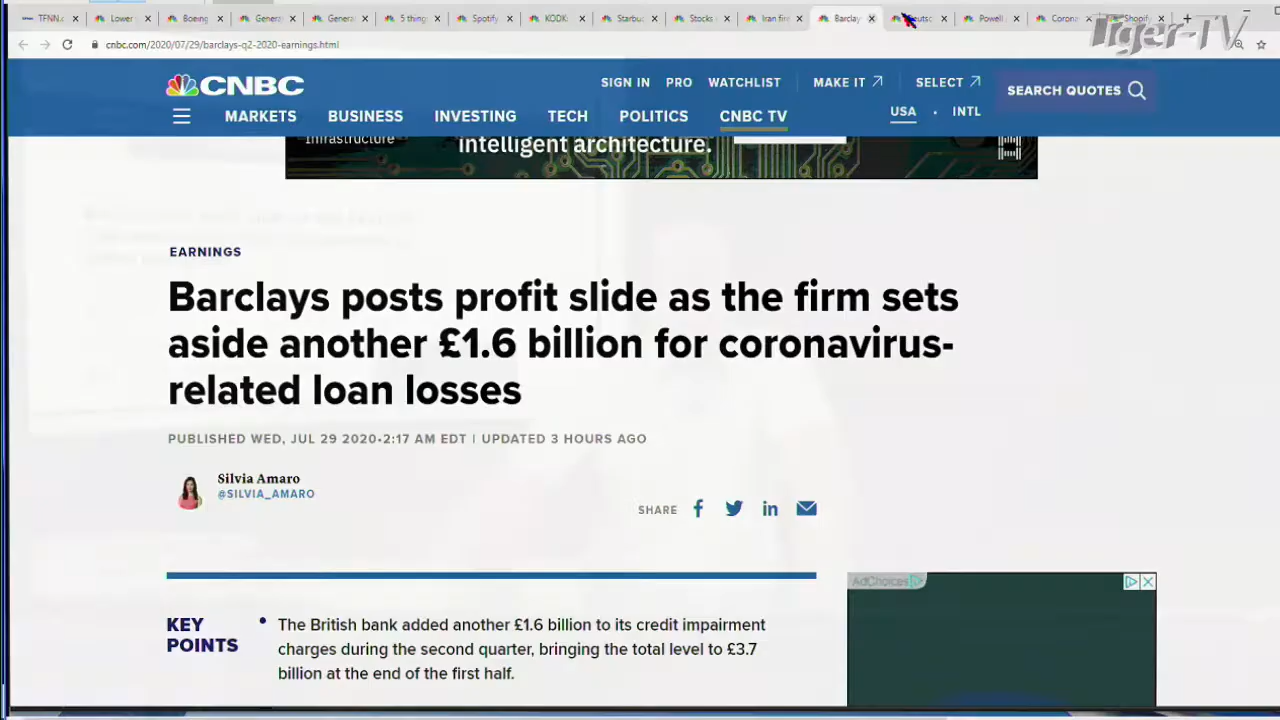 TFNN.c
Lower
Boeing
Genera
Genera
5 thing
Spotify
KODK
Starbuc
Stocks
Iran firm
Barclay
Powell
Corona
Shopif
Tiger-TV
cnbc.com/2020/07/29/barclays-q2-2020-earnings.html
CNBC
SIGN IN PRO WATCHLIST MAKE IT SELECT
SEARCH QUOTES
MARKETS BUSINESS INVESTING TECH POLITICS CNBC TV
USA · INTL
Infrastructure
intelligent architecture.
EARNINGS
Barclays posts profit slide as the firm sets
aside another £1.6 billion for coronavirus-
related loan losses
PUBLISHED WED, JUL 29 2020•2:17 AM EDT | UPDATED 3 HOURS AGO
Silvia Amaro
@SILVIA_AMARO
SHARE
AdChoices
KEY
POINTS
• The British bank added another £1.6 billion to its credit impairment
charges during the second quarter, bringing the total level to £3.7
billion at the end of the first half.